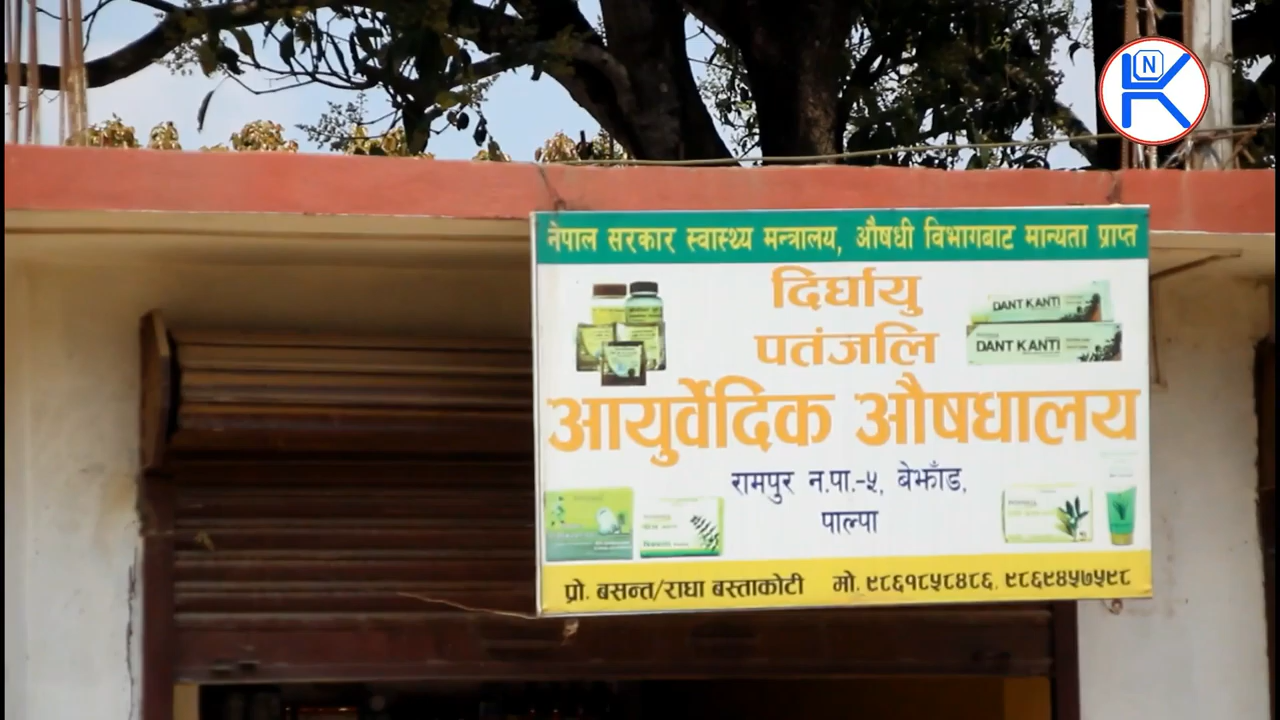 नेपाल सरकार स्वास्थ्य मन्त्रालय, औषधी विभागबाट मान्यता प्राप्त
दिर्घायु
पतंजलि
DANT KANTI
DANT KANTI
आयुर्वेदिक औषधालय
रामपुर न.पा.-५, बेझाँड,
पाल्पा
प्रो. बसन्त/राधा बस्ताकोटी मो. ९८६१८५८४८६, ९८६९४५७५९८
N
K